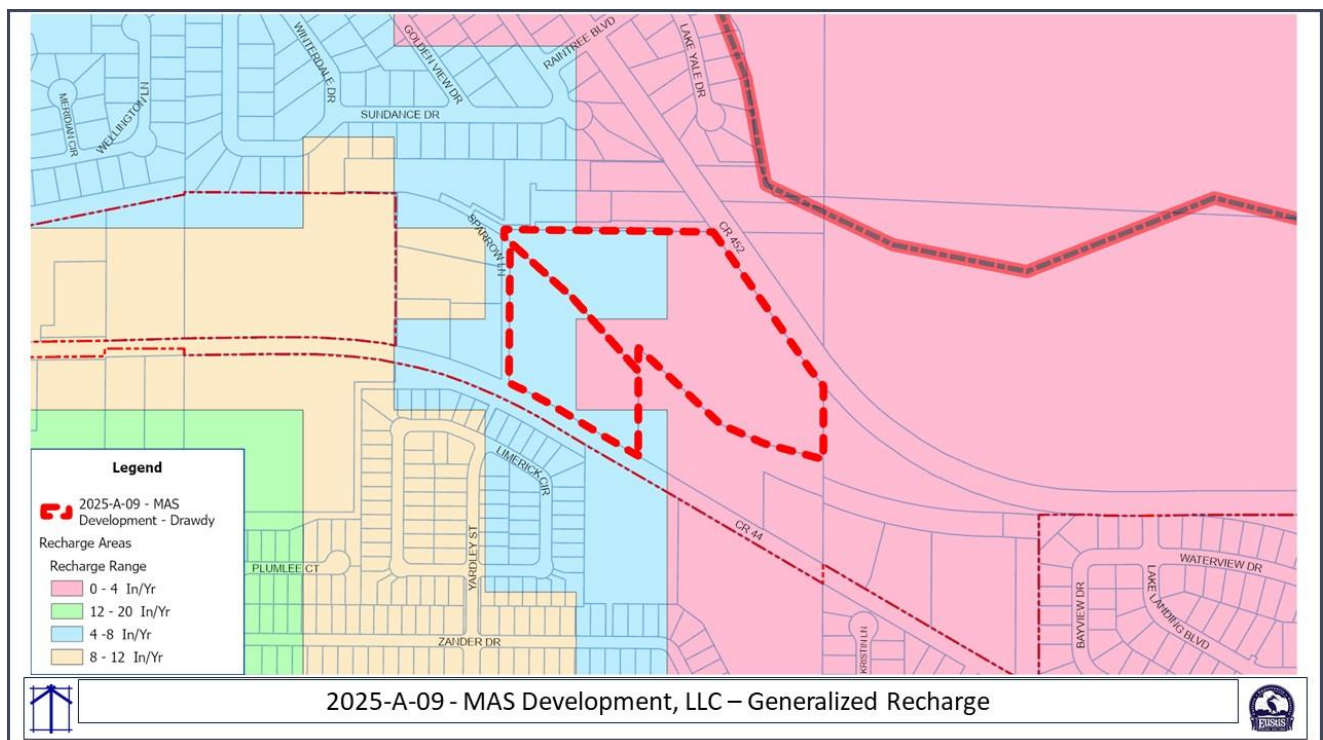 WINTERDALE DR
GOLDEN VIEW DR
RAINTREE BLVD
LAKE YALE DR
MERIDIAN CIR
WELLINGTON LN
SUNDANCE DR
SPARROW LN
CR 452
LIMERICK CIR
YARDLEY ST
CR 44
PLUMLEE CT
ZANDER DR
KRISTIN LN
BAYVIEW DR
WATERVIEW DR
LAKE LANDING BLVD
Legend
2025-A-09 - MAS
Development - Drawdy
Recharge Areas
Recharge Range
0 - 4 In/Yr
12 - 20 In/Yr
4 -8 In/Yr
8 - 12 In/Yr
2025-A-09 - MAS Development, LLC – Generalized Recharge
EUSTIS